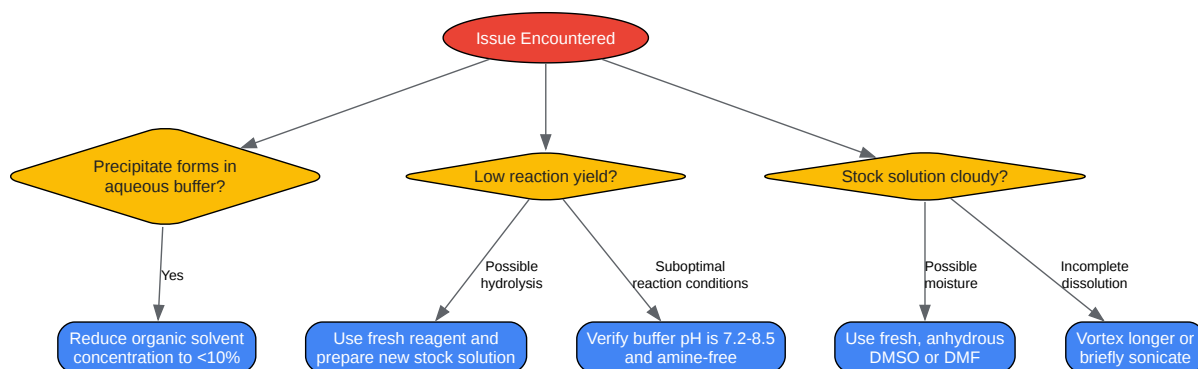 Issue Encountered
Precipitate forms in
aqueous buffer?
Low reaction yield?
Stock solution cloudy?
Yes
Possible
hydrolysis
Suboptimal
reaction conditions
Possible
moisture
Incomplete
dissolution
Reduce organic solvent
concentration to <10%
Use fresh reagent and
prepare new stock solution
Verify buffer pH is 7.2-8.5
and amine-free
Use fresh, anhydrous
DMSO or DMF
Vortex longer or
briefly sonicate